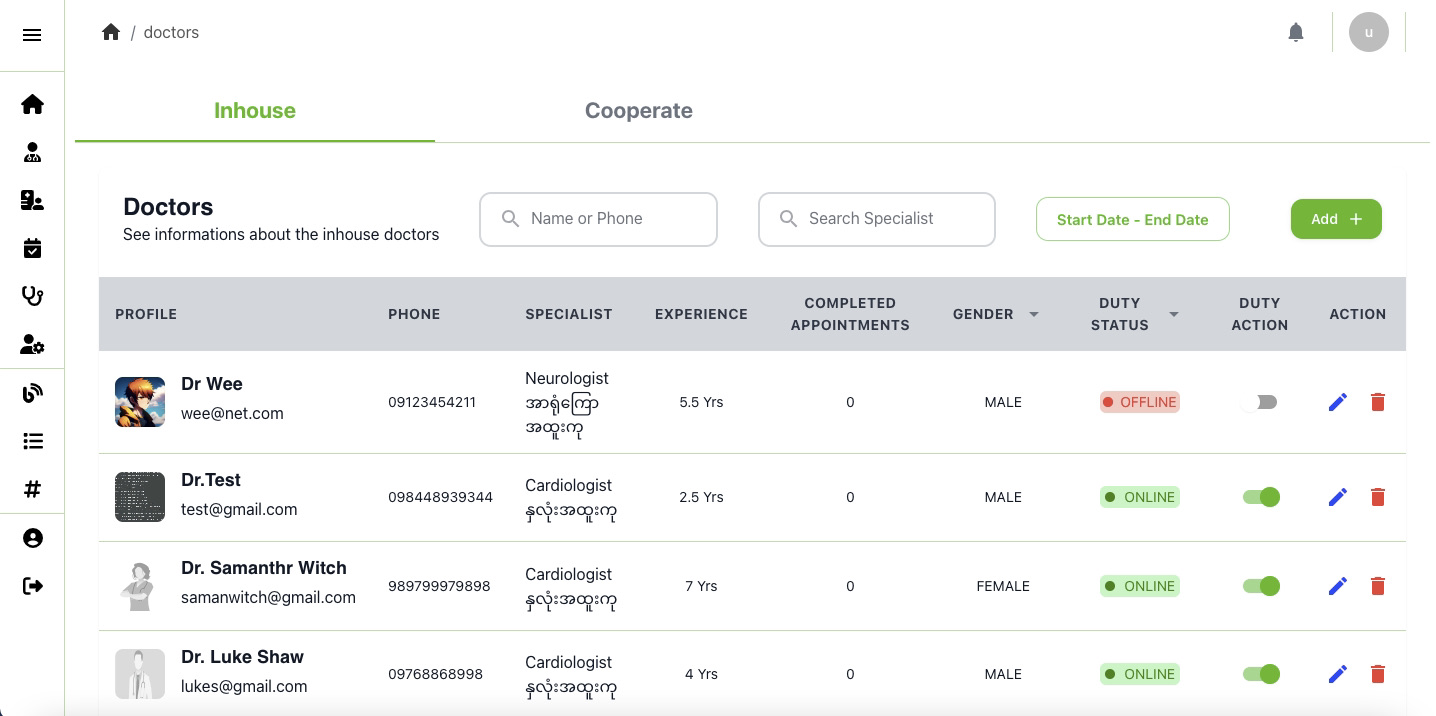 / doctors
u
Inhouse
Cooperate
Doctors
See informations about the inhouse doctors
Name or Phone
Search Specialist
Start Date - End Date
Add +
PROFILE
PHONE
SPECIALIST
EXPERIENCE
COMPLETED
APPOINTMENTS
GENDER
DUTY
STATUS
DUTY
ACTION
ACTION
Dr Wee
wee@net.com
09123454211
Neurologist
အာရုံကြော
အထူးကု
5.5 Yrs
0
MALE
OFFLINE
Dr.Test
test@gmail.com
098448939344
Cardiologist
နှလုံးအထူးကု
2.5 Yrs
0
MALE
ONLINE
Dr. Samanthr Witch
samanwitch@gmail.com
989799979898
Cardiologist
နှလုံးအထူးကု
7 Yrs
0
FEMALE
ONLINE
Dr. Luke Shaw
lukes@gmail.com
09768868998
Cardiologist
နှလုံးအထူးကု
4 Yrs
0
MALE
ONLINE